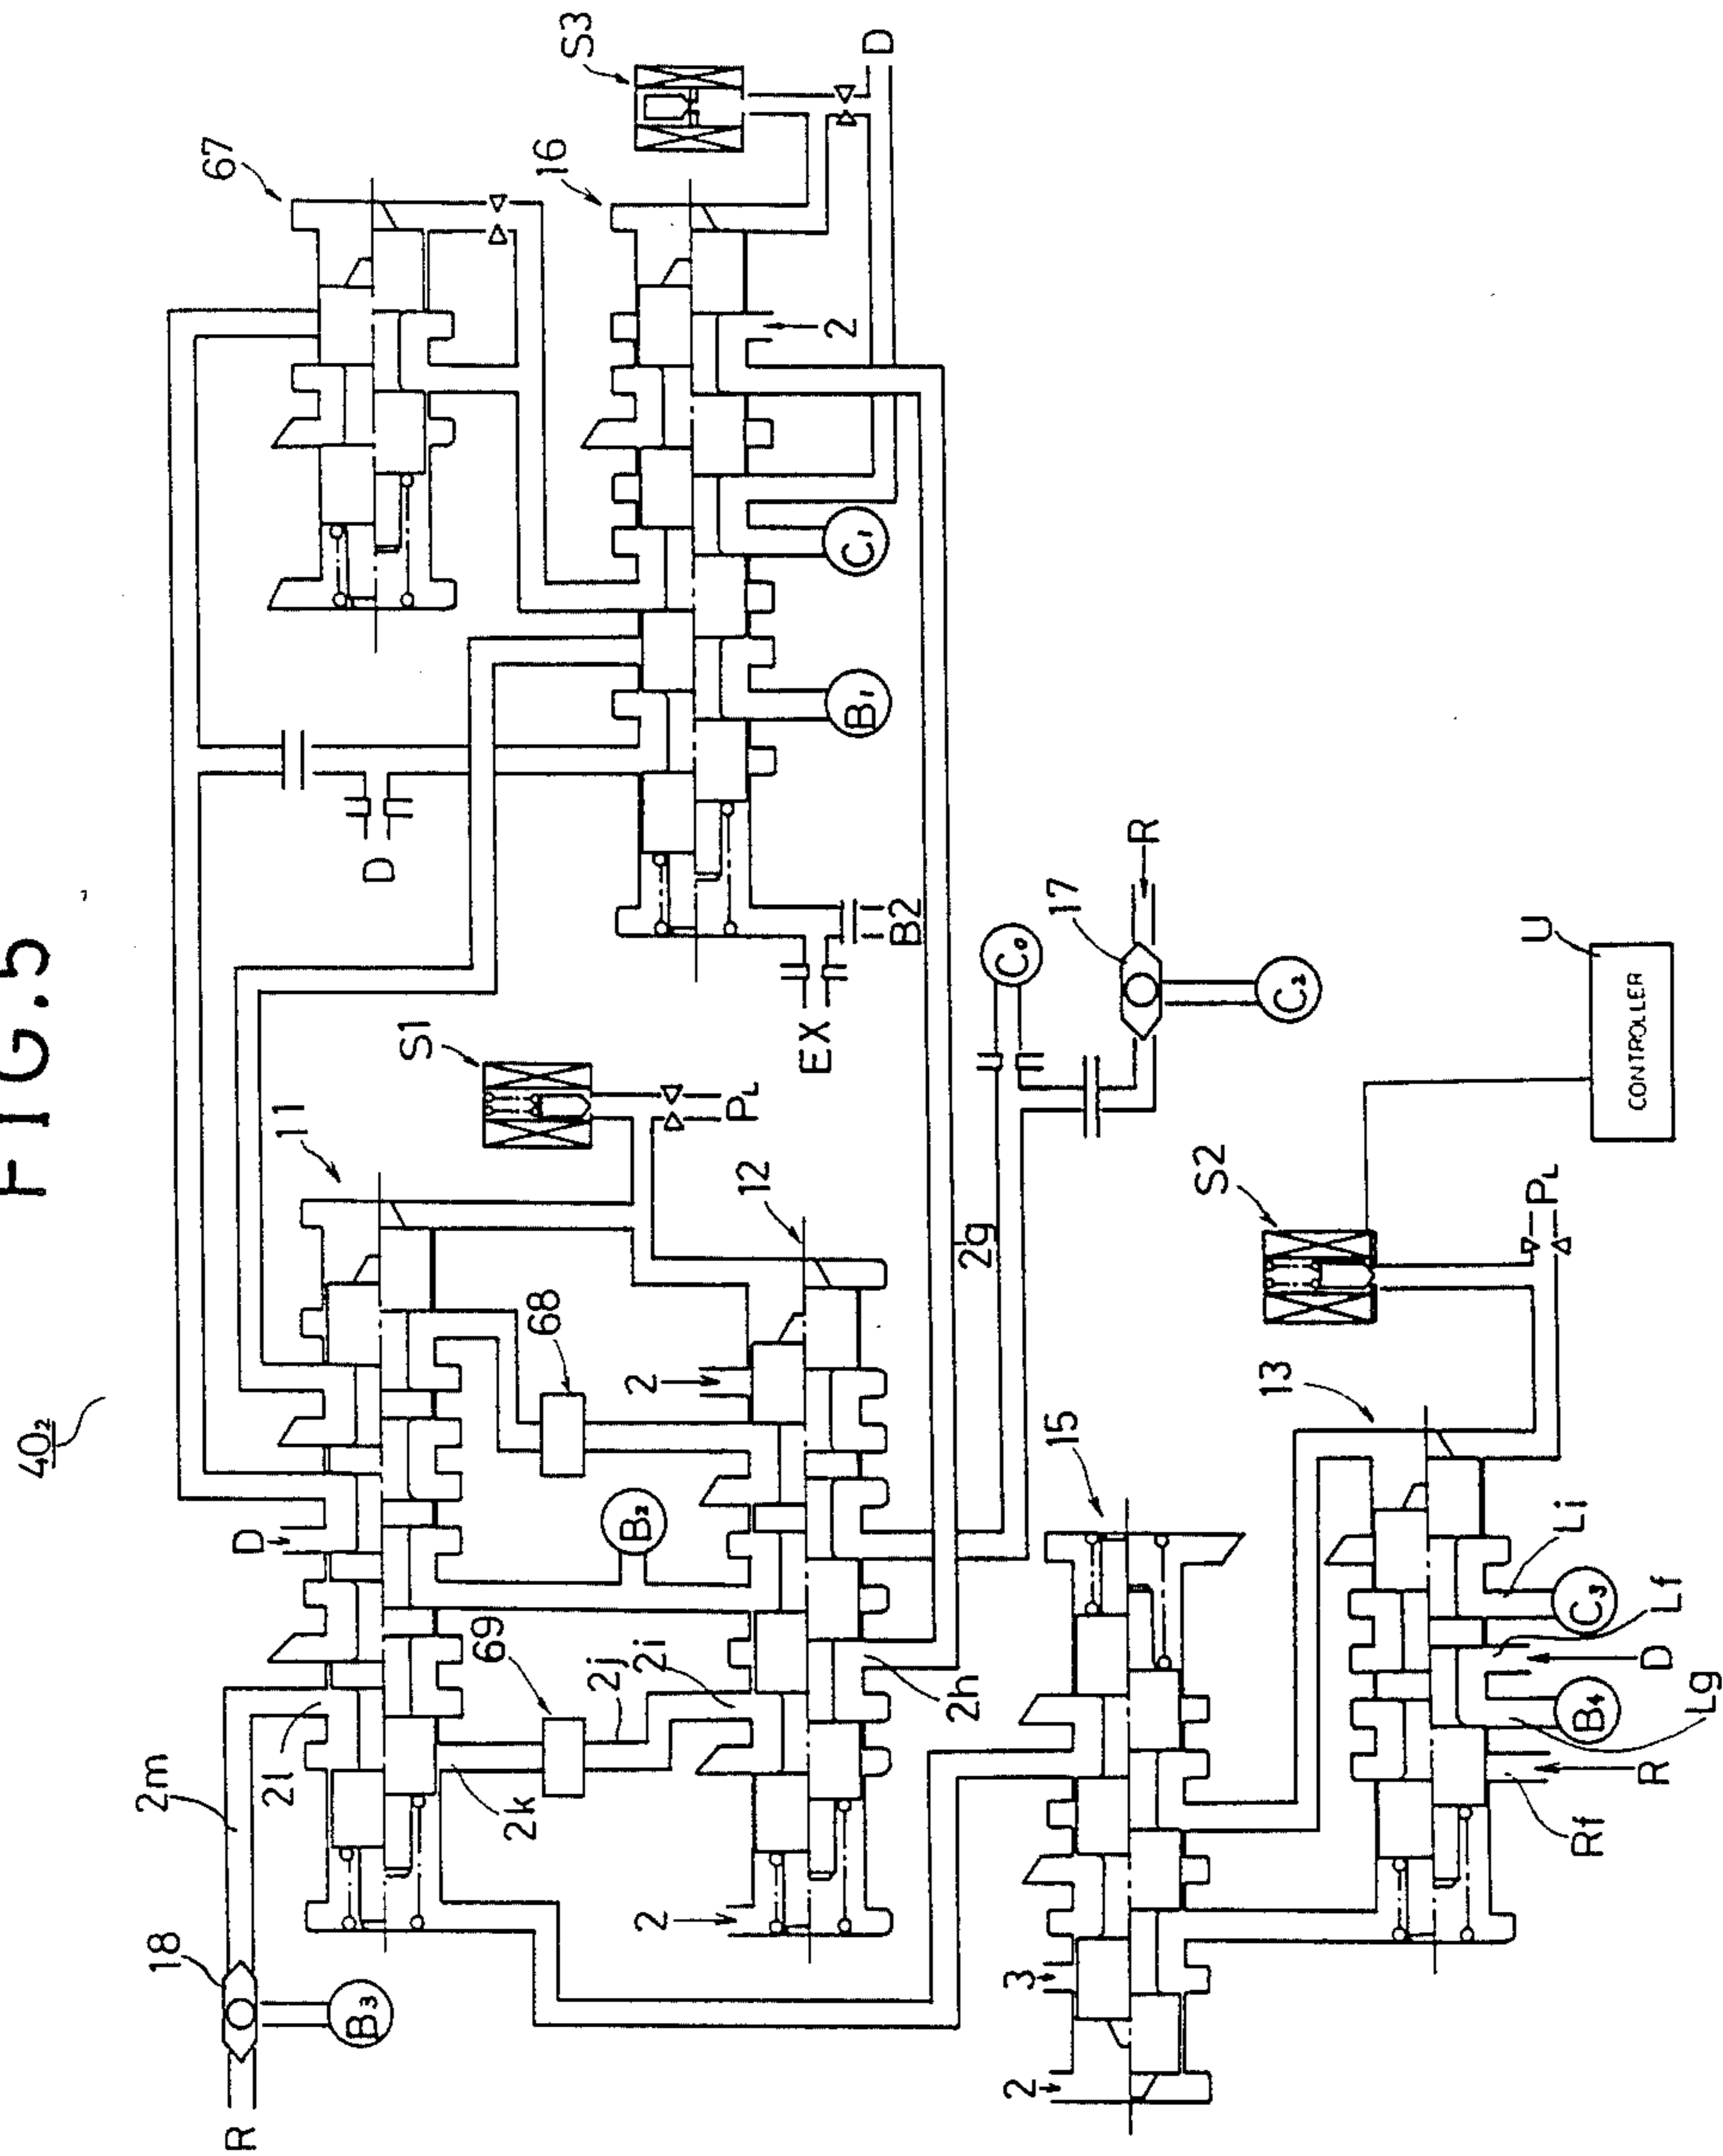 FIG.5
40₂
R
18
B₃
2m
2l
D
11
S1
PL
D
67
S3
D
16
2
C₁
B₁
B2
EX
69
2k
2j
2i
B₂
68
2
12
2
2h
2g
C₀
17
R
C₂
U
CONTROLLER
S2
PL
15
3
2
13
Li
C₃
Lf
D
B₄
Lg
R
Rf